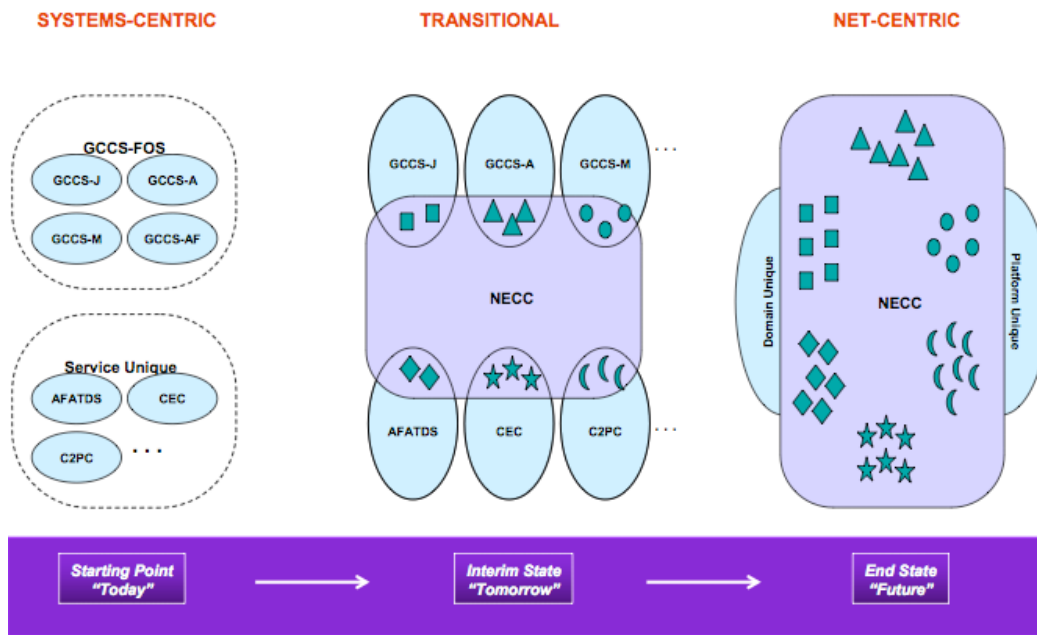 SYSTEMS-CENTRIC
TRANSITIONAL
NET-CENTRIC
GCCS-FOS
GCCS-J
GCCS-A
GCCS-M
GCCS-AF
Service Unique
AFATDS
CEC
C2PC
. . .
GCCS-J
GCCS-A
GCCS-M
. . .
NECC
AFATDS
CEC
C2PC
. . .
Domain Unique
NECC
Platform Unique
Starting Point
"Today"
Interim State
"Tomorrow"
End State
"Future"